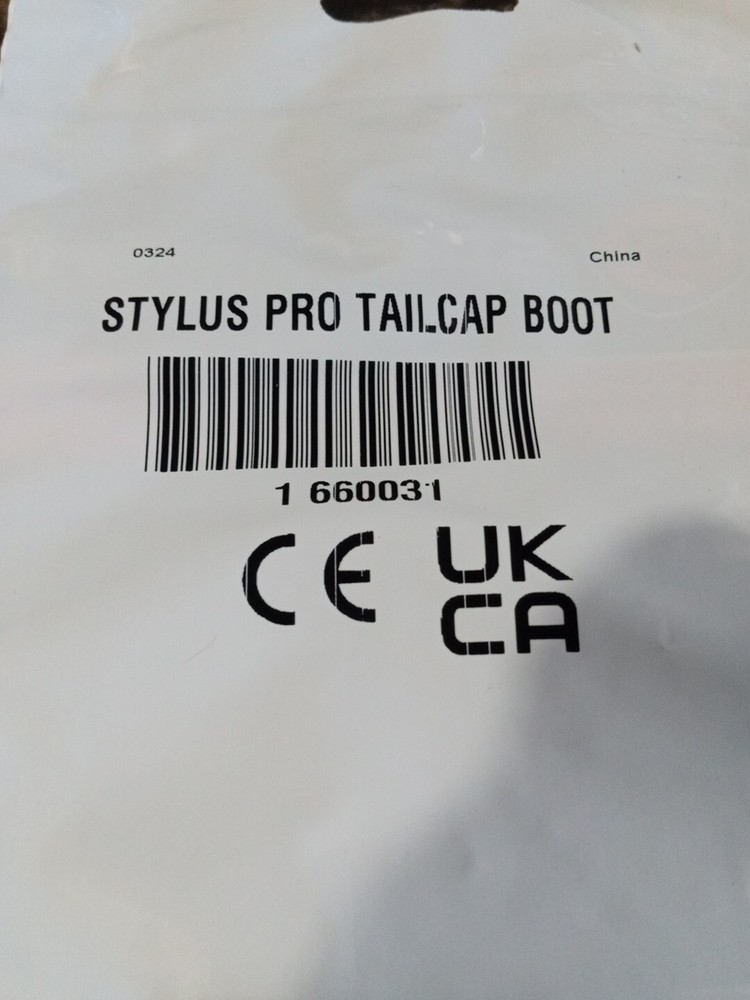 0324 China
STYLUS PRO TAILCAP BOOT
1 660031
CE UK
CA